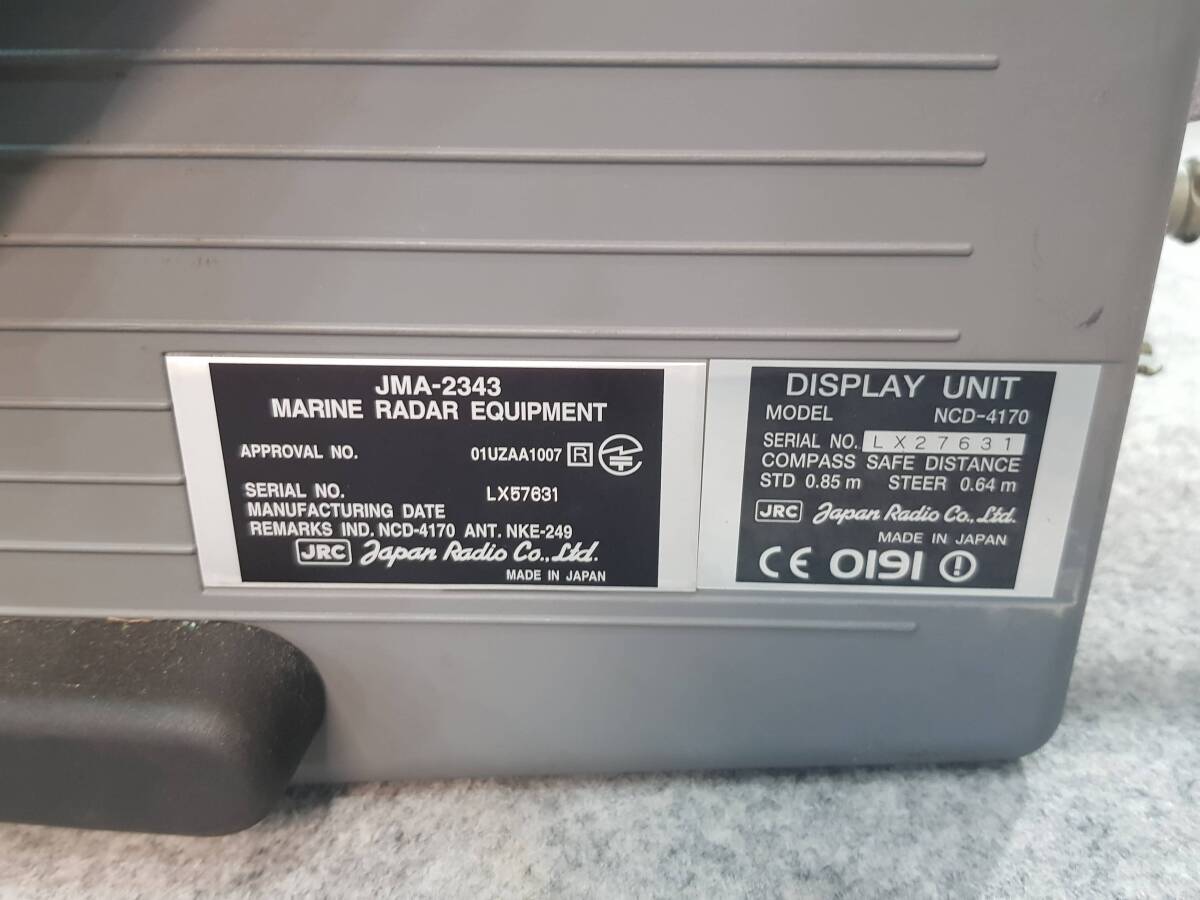 JMA-2343
MARINE RADAR EQUIPMENT
APPROVAL NO. 01UZAA1007 R
SERIAL NO. LX57631
MANUFACTURING DATE
REMARKS IND. NCD-4170 ANT. NKE-249
JRC Japan Radio Co., Ltd.
MADE IN JAPAN
DISPLAY UNIT
MODEL NCD-4170
SERIAL NO. LX27631
COMPASS SAFE DISTANCE
STD 0.85 m STEER 0.64 m
JRC Japan Radio Co., Ltd.
MADE IN JAPAN
CE 0191 !